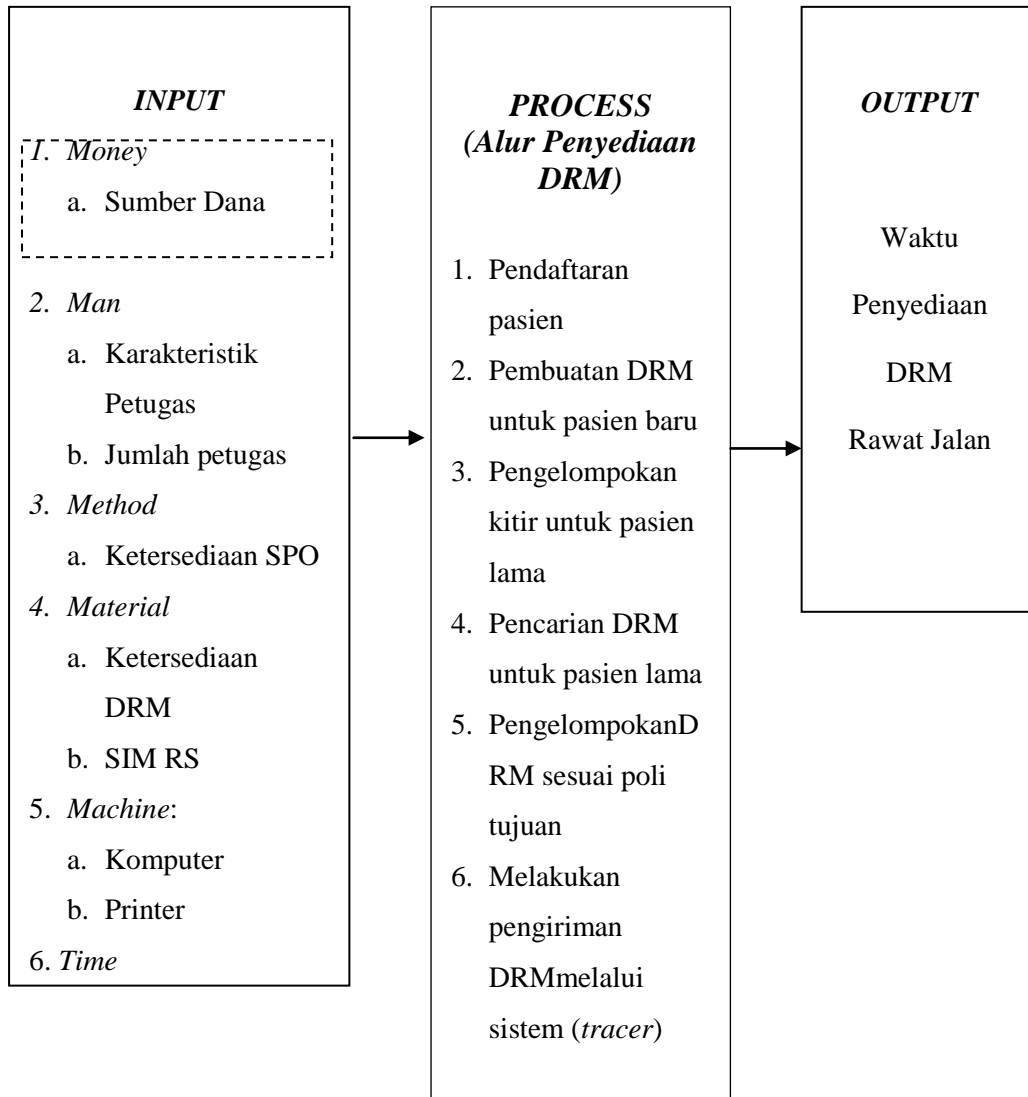 INPUT
1. Money
a. Sumber Dana
2. Man
a. Karakteristik
Petugas
b. Jumlah petugas
3. Method
a. Ketersediaan SPO
4. Material
a. Ketersediaan
DRM
b. SIM RS
5. Machine:
a. Komputer
b. Printer
6. Time
PROCESS
(Alur Penyediaan
DRM)
1. Pendaftaran
pasien
2. Pembuatan DRM
untuk pasien baru
3. Pengelompokan
kitir untuk pasien
lama
4. Pencarian DRM
untuk pasien lama
5. PengelompokanD
RM sesuai poli
tujuan
6. Melakukan
pengiriman
DRMmelalui
sistem (tracer)
OUTPUT
Waktu
Penyediaan
DRM
Rawat Jalan